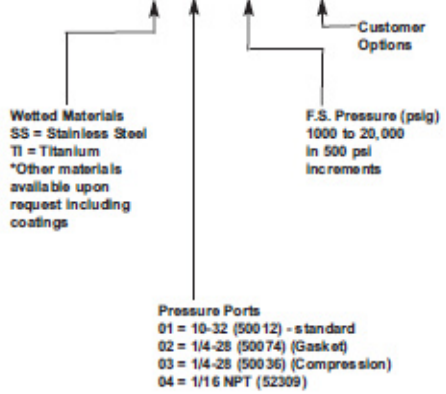 Customer
Options
Wetted Materials
SS = Stainless Steel
TI = Titanium
*Other materials
available upon
request including
coatings
F.S. Pressure (psig)
1000 to 20,000
in 500 psi
increments
Pressure Ports
01 = 10-32 (50012) - standard
02 = 1/4-28 (50074) (Gasket)
03 = 1/4-28 (50036) (Compression)
04 = 1/16 NPT (52309)